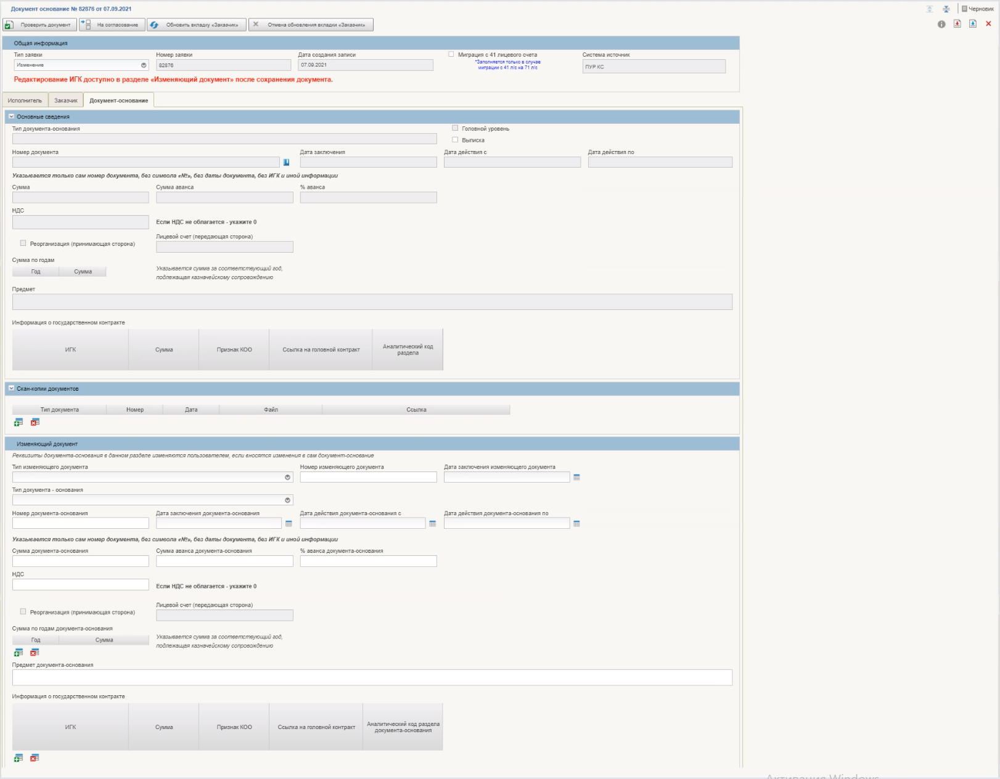 Документ основание № 82876 от 07.09.2021
Черновик
Проверить документ
На согласование
Обновить вкладку «Заказчик»
Отмена обновления вкладки «Заказчик»
Общая информация
Тип заявки
Номер заявки
Дата создания записи
Миграция с 41 лицевого счета
Система источник
Изменение
82876
07.09.2021
*Заполняется только в случае
миграции с 41 л/с на 71 л/с
ПУР КС
Редактирование ИГК доступно в разделе «Изменяющий документ» после сохранения документа.
Исполнитель
Заказчик
Документ-основание
Основные сведения
Тип документа-основания
Головной уровень
Выписка
Номер документа
Дата заключения
Дата действия с
Дата действия по
Указывается только сам номер документа, без символа «№», без даты документа, без ИГК и иной информации
Сумма
Сумма аванса
% аванса
НДС
Если НДС не облагается - укажите 0
Лицевой счет (передающая сторона)
Реорганизация (принимающая сторона)
Сумма по годам
Год
Сумма
Указывается сумма за соответствующий год,
подлежащая казначейскому сопровождению
Предмет
Информация о государственном контракте
ИГК
Сумма
Признак КОО
Ссылка на головной контракт
Аналитический код
раздела
Скан-копии документов
Тип документа
Номер
Дата
Файл
Ссылка
Изменяющий документ
Реквизиты документа-основания в данном разделе изменяются пользователем, если вносятся изменения в сам документ-основание
Тип изменяющего документа
Номер изменяющего документа
Дата заключения изменяющего документа
Тип документа - основания
Номер документа-основания
Дата заключения документа-основания
Дата действия документа-основания с
Дата действия документа-основания по
Указывается только сам номер документа, без символа «№», без даты документа, без ИГК и иной информации
Сумма документа-основания
Сумма аванса документа-основания
% аванса документа-основания
НДС
Если НДС не облагается - укажите 0
Лицевой счет (передающая сторона)
Реорганизация (принимающая сторона)
Сумма по годам документа-основания
Год
Сумма
Указывается сумма за соответствующий год,
подлежащая казначейскому сопровождению
Предмет документа-основания
Информация о государственном контракте
ИГК
Сумма
Признак КОО
Ссылка на головной контракт
Аналитический код раздела
документа-основания
Активация Windows